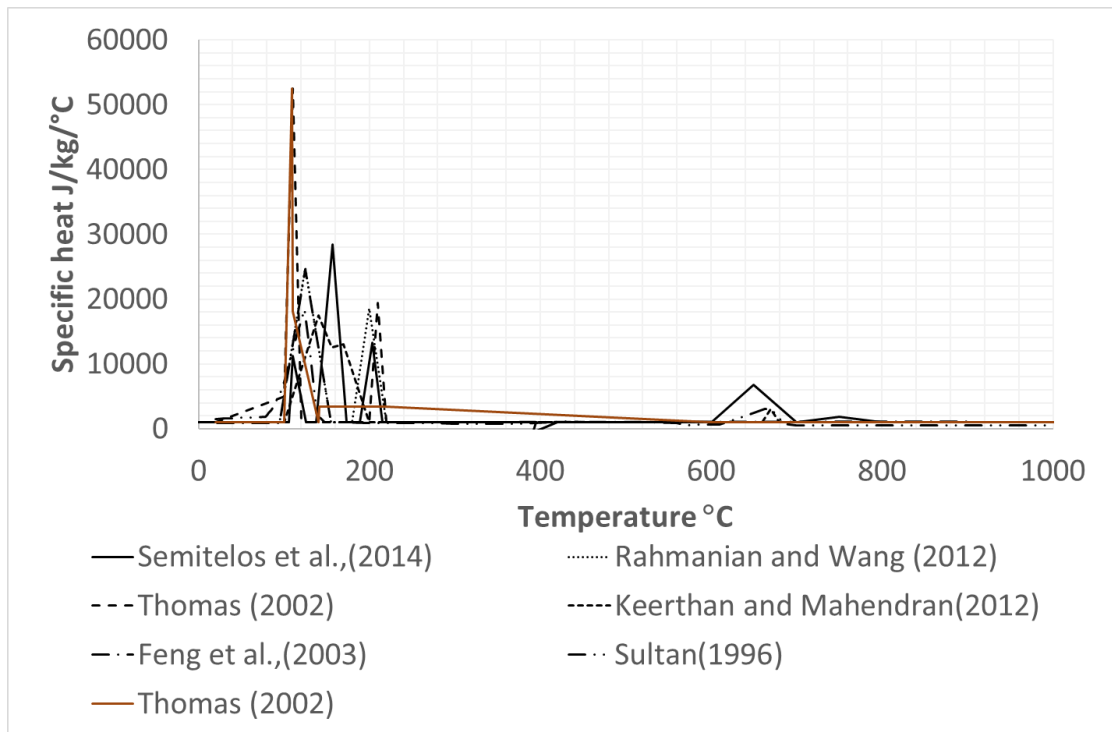 Specific heat J/kg/°C
60000
50000
40000
30000
20000
10000
0
0 200 400 600 800 1000
Temperature °C
Semitelos et al.,(2014) Rahmanian and Wang (2012)
Thomas (2002) Keerthan and Mahendran(2012)
Feng et al.,(2003) Sultan(1996)
Thomas (2002)